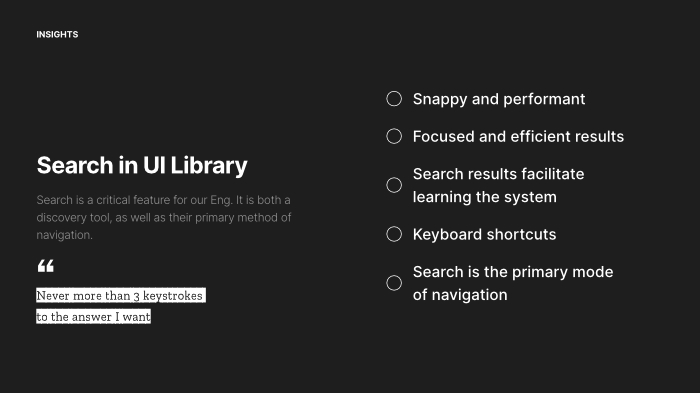 INSIGHTS
Search in UI Library
Search is a critical feature for our Eng. It is both a
discovery tool, as well as their primary method of
navigation.
“
Never more than 3 keystrokes
to the answer I want
Snappy and performant
Focused and efficient results
Search results facilitate
learning the system
Keyboard shortcuts
Search is the primary mode
of navigation